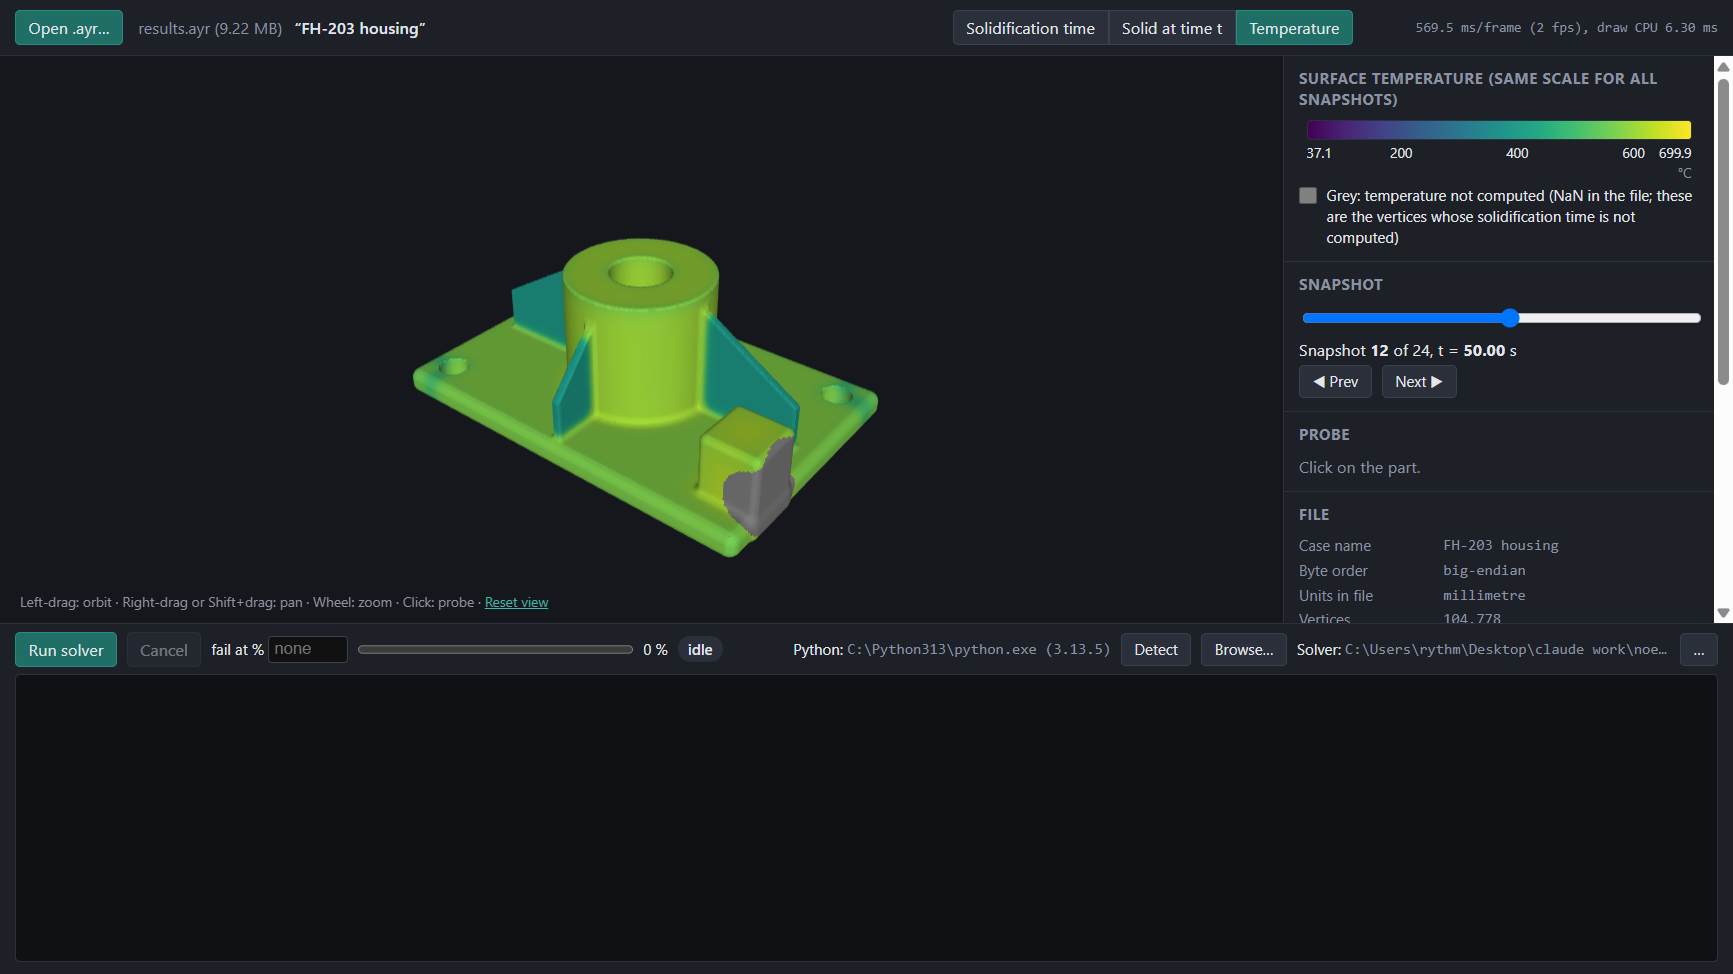 Open .ayr...
results.ayr (9.22 MB)
“FH-203 housing”
Solidification time
Solid at time t
Temperature
569.5 ms/frame (2 fps), draw CPU 6.30 ms
SURFACE TEMPERATURE (SAME SCALE FOR ALL
SNAPSHOTS)
37.1 200 400 600 699.9
°C
Grey: temperature not computed (NaN in the file; these
are the vertices whose solidification time is not
computed)
SNAPSHOT
Snapshot 12 of 24, t = 50.00 s
◀ Prev
Next ▶
PROBE
Click on the part.
FILE
Case name FH-203 housing
Byte order big-endian
Units in file millimetre
Vertices 104,778
Left-drag: orbit · Right-drag or Shift+drag: pan · Wheel: zoom · Click: probe · Reset view
Run solver
Cancel
fail at % none
0 %
idle
Python: C:\Python313\python.exe (3.13.5)
Detect
Browse...
Solver: C:\Users\rythm\Desktop\claude work\noe…
...